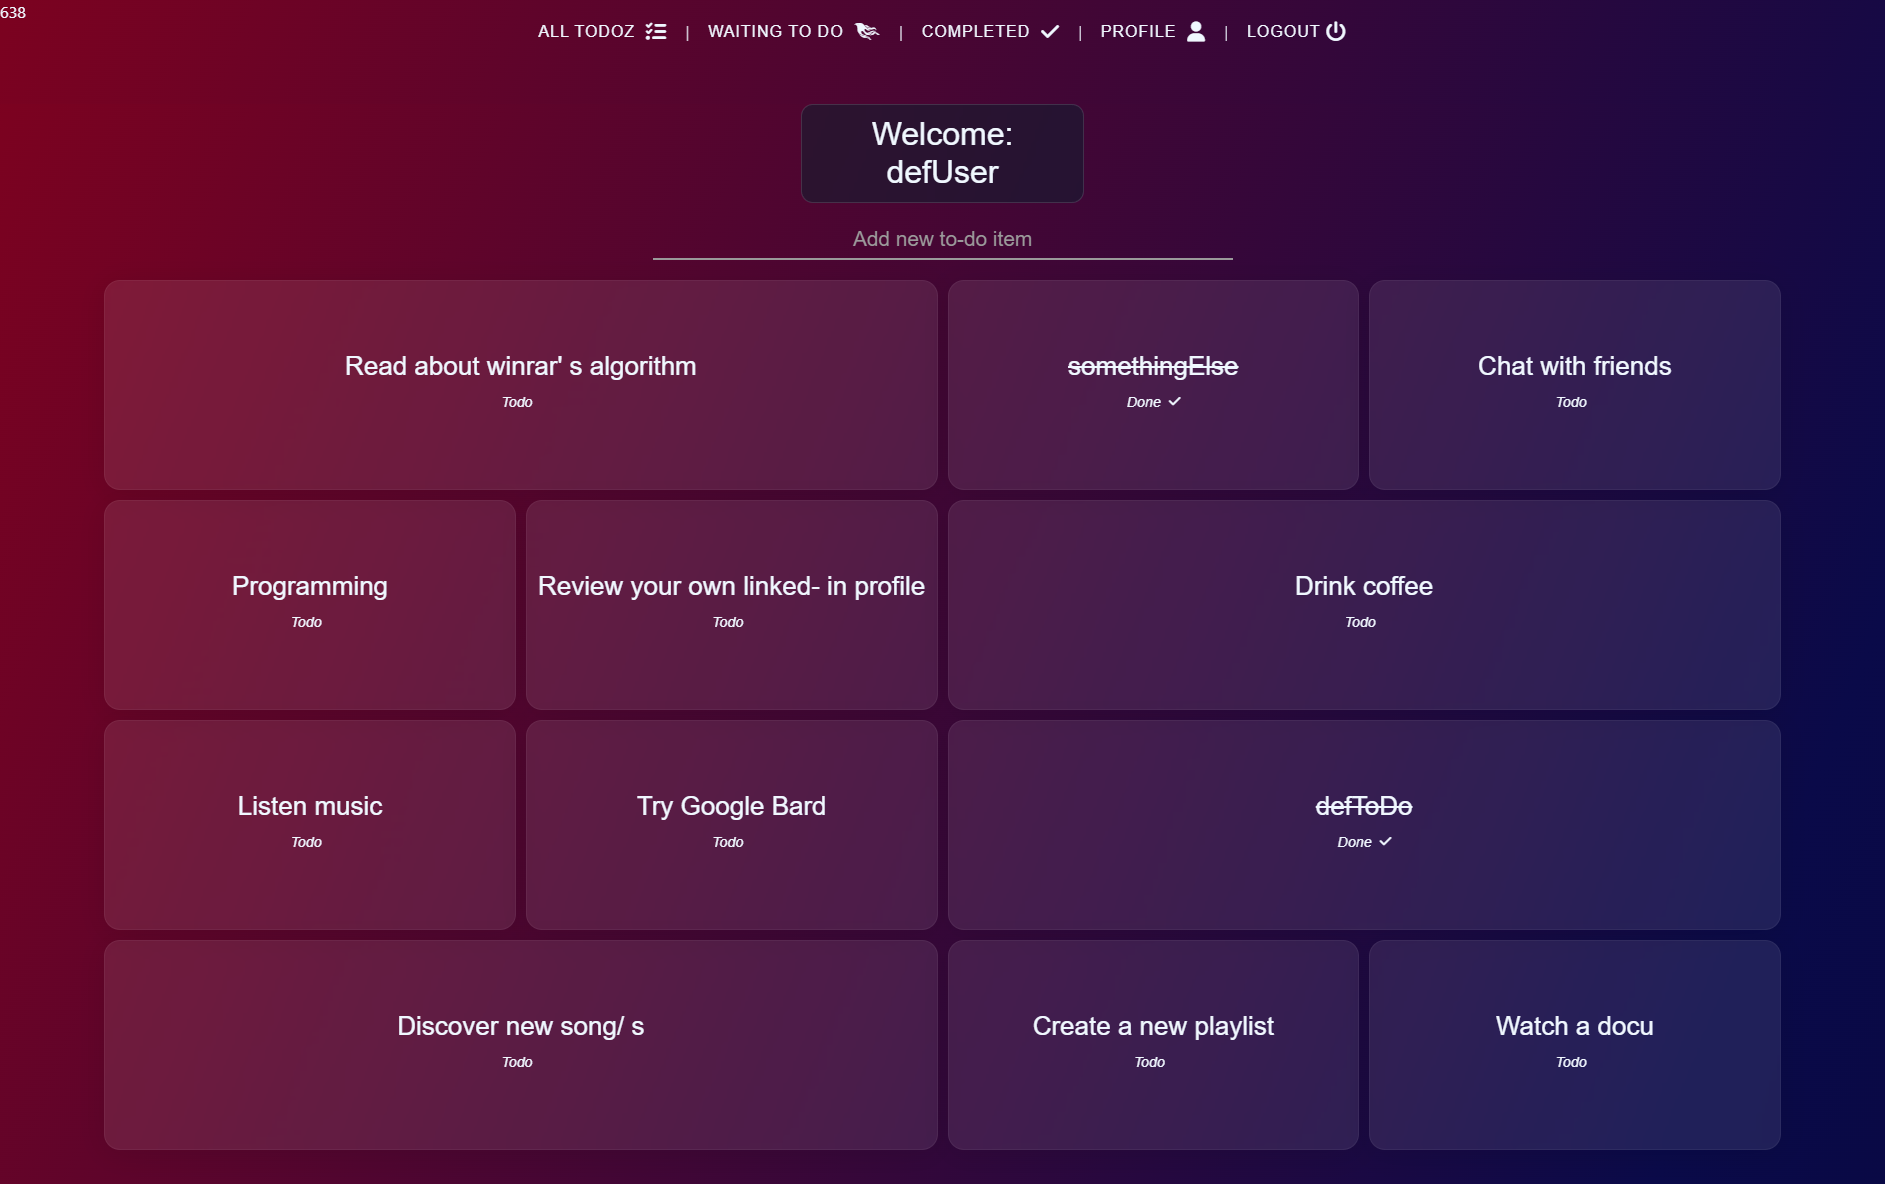 638
ALL TODOZ | WAITING TO DO | COMPLETED | PROFILE | LOGOUT
Welcome:
defUser
Add new to-do item
Read about winrar' s algorithm
Todo
somethingElse
Done
Chat with friends
Todo
Programming
Todo
Review your own linked- in profile
Todo
Drink coffee
Todo
Listen music
Todo
Try Google Bard
Todo
defToDo
Done
Discover new song/ s
Todo
Create a new playlist
Todo
Watch a docu
Todo